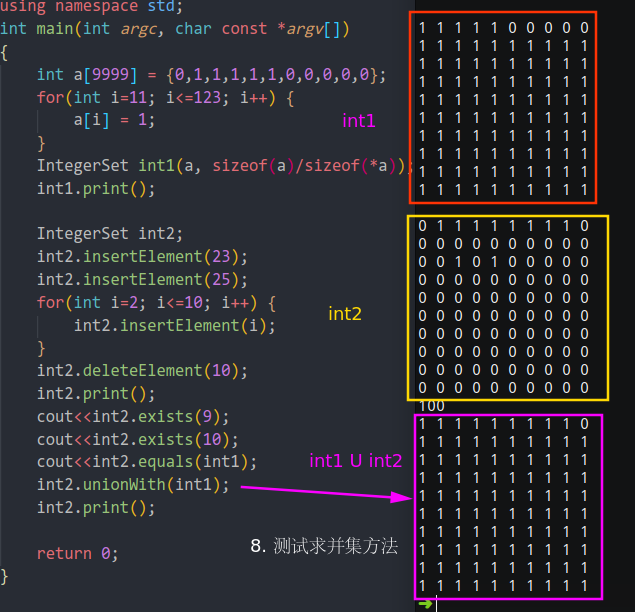 using namespace std;
int main(int argc, char const *argv[])
{
int a[9999] = {0,1,1,1,1,1,0,0,0,0,0};
for(int i=11; i<=123; i++) {
a[i] = 1;
}
IntegerSet int1(a, sizeof(a)/sizeof(*a));
int1.print();
IntegerSet int2;
int2.insertElement(23);
int2.insertElement(25);
for(int i=2; i<=10; i++) {
int2.insertElement(i);
}
int2.deleteElement(10);
int2.print();
cout<<int2.exists(9);
cout<<int2.exists(10);
cout<<int2.equals(int1);
int2.unionWith(int1);
int2.print();
return 0;
}
int1
int2
int1 U int2
8. 测试求并集方法
1 1 1 1 1 0 0 0 0 0
1 1 1 1 1 1 1 1 1 1
1 1 1 1 1 1 1 1 1 1
1 1 1 1 1 1 1 1 1 1
1 1 1 1 1 1 1 1 1 1
1 1 1 1 1 1 1 1 1 1
1 1 1 1 1 1 1 1 1 1
1 1 1 1 1 1 1 1 1 1
1 1 1 1 1 1 1 1 1 1
1 1 1 1 1 1 1 1 1 1
0 1 1 1 1 1 1 1 1 0
0 0 0 0 0 0 0 0 0 0
0 0 1 0 1 0 0 0 0 0
0 0 0 0 0 0 0 0 0 0
0 0 0 0 0 0 0 0 0 0
0 0 0 0 0 0 0 0 0 0
0 0 0 0 0 0 0 0 0 0
0 0 0 0 0 0 0 0 0 0
0 0 0 0 0 0 0 0 0 0
0 0 0 0 0 0 0 0 0 0
100
1 1 1 1 1 1 1 1 1 0
1 1 1 1 1 1 1 1 1 1
1 1 1 1 1 1 1 1 1 1
1 1 1 1 1 1 1 1 1 1
1 1 1 1 1 1 1 1 1 1
1 1 1 1 1 1 1 1 1 1
1 1 1 1 1 1 1 1 1 1
1 1 1 1 1 1 1 1 1 1
1 1 1 1 1 1 1 1 1 1
1 1 1 1 1 1 1 1 1 1
➜